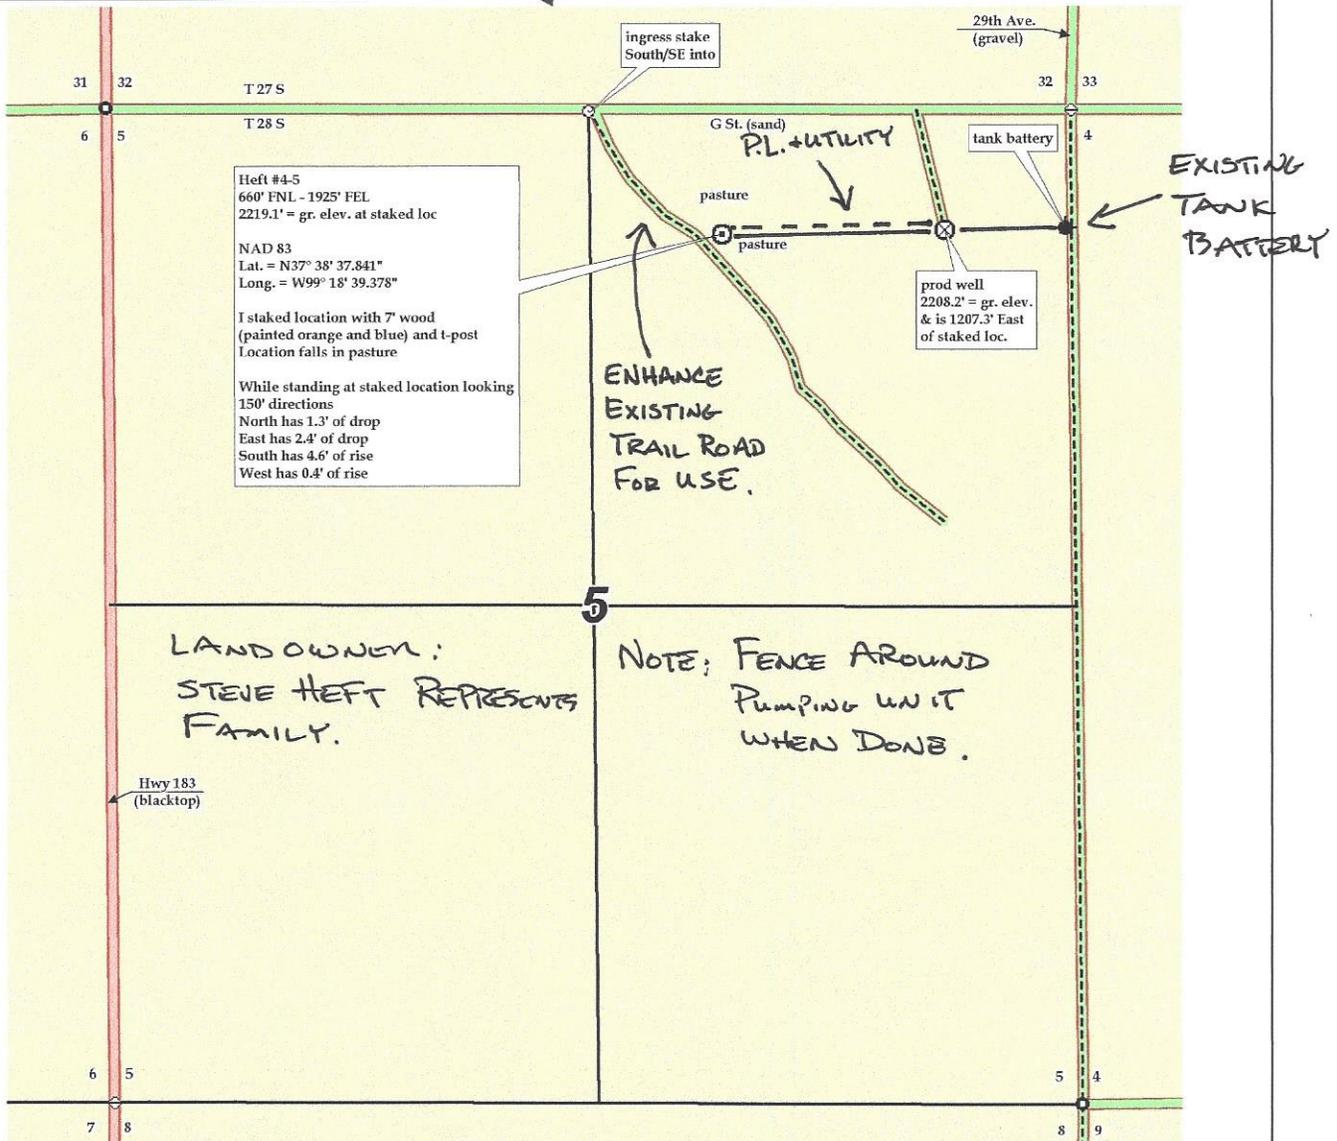 29th Ave.
(gravel)
ingress stake
South/SE into
31 32
T 27 S
32 33
T 28 S
6 5
G St. (sand)
4
tank battery
P.L. + UTILITY
EXISTING
TANK
BATTERY
pasture
pasture
Heft #4-5
660' FNL - 1925' FEL
2219.1' = gr. elev. at staked loc
NAD 83
Lat. = N37° 38' 37.841"
Long. = W99° 18' 39.378"
I staked location with 7' wood
(painted orange and blue) and t-post
Location falls in pasture
While standing at staked location looking
150' directions
North has 1.3' of drop
East has 2.4' of drop
South has 4.6' of rise
West has 0.4' of rise
prod well
2208.2' = gr. elev.
& is 1207.3' East
of staked loc.
ENHANCE
EXISTING
TRAIL ROAD
FOR USE.
5
LANDOWNER:
STEVE HEFT REPRESENTS
FAMILY.
NOTE; FENCE AROUND
PUMPING UNIT
WHEN DONE.
Hwy 183
(blacktop)
6 5
5 4
7 8
8 9